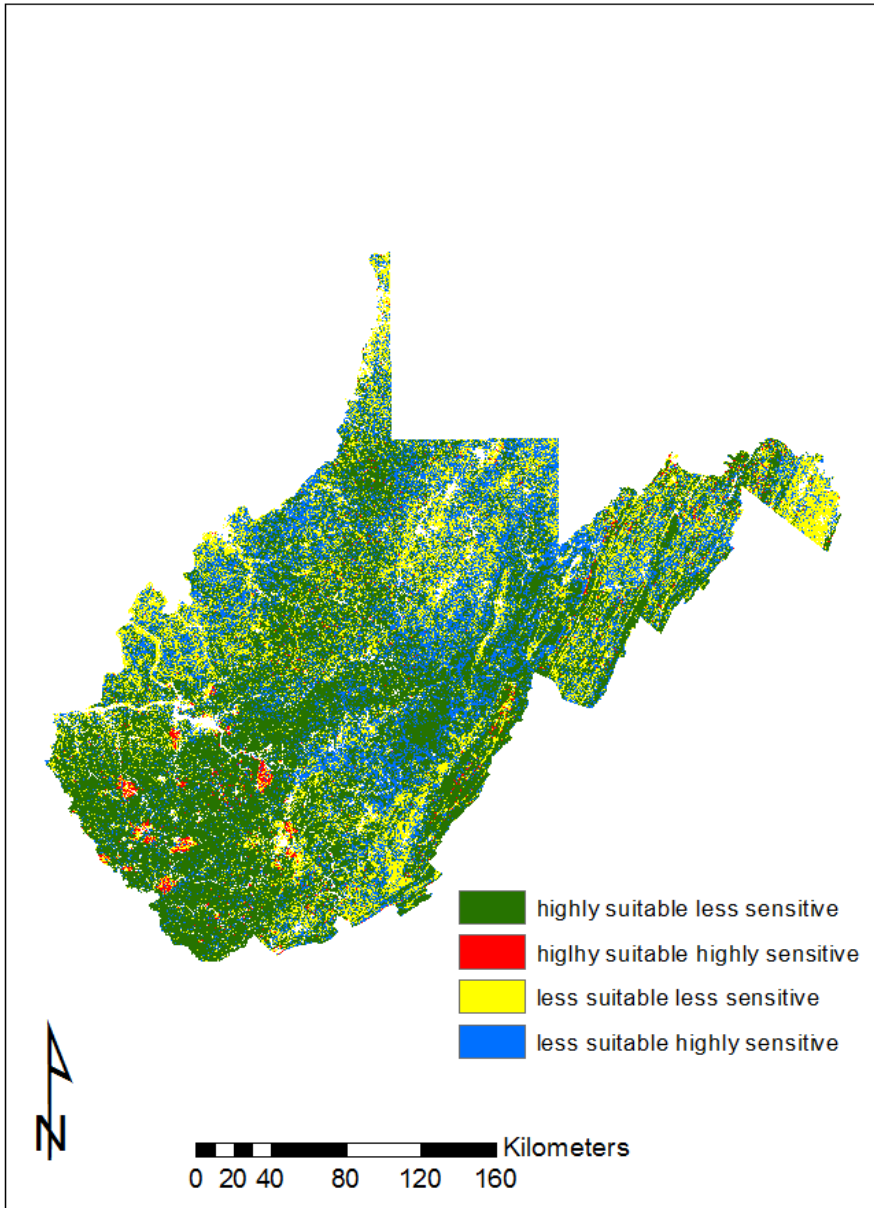 highly suitable less sensitive
higlhy suitable highly sensitive
less suitable less sensitive
less suitable highly sensitive
N
Kilometers
0 20 40 80 120 160